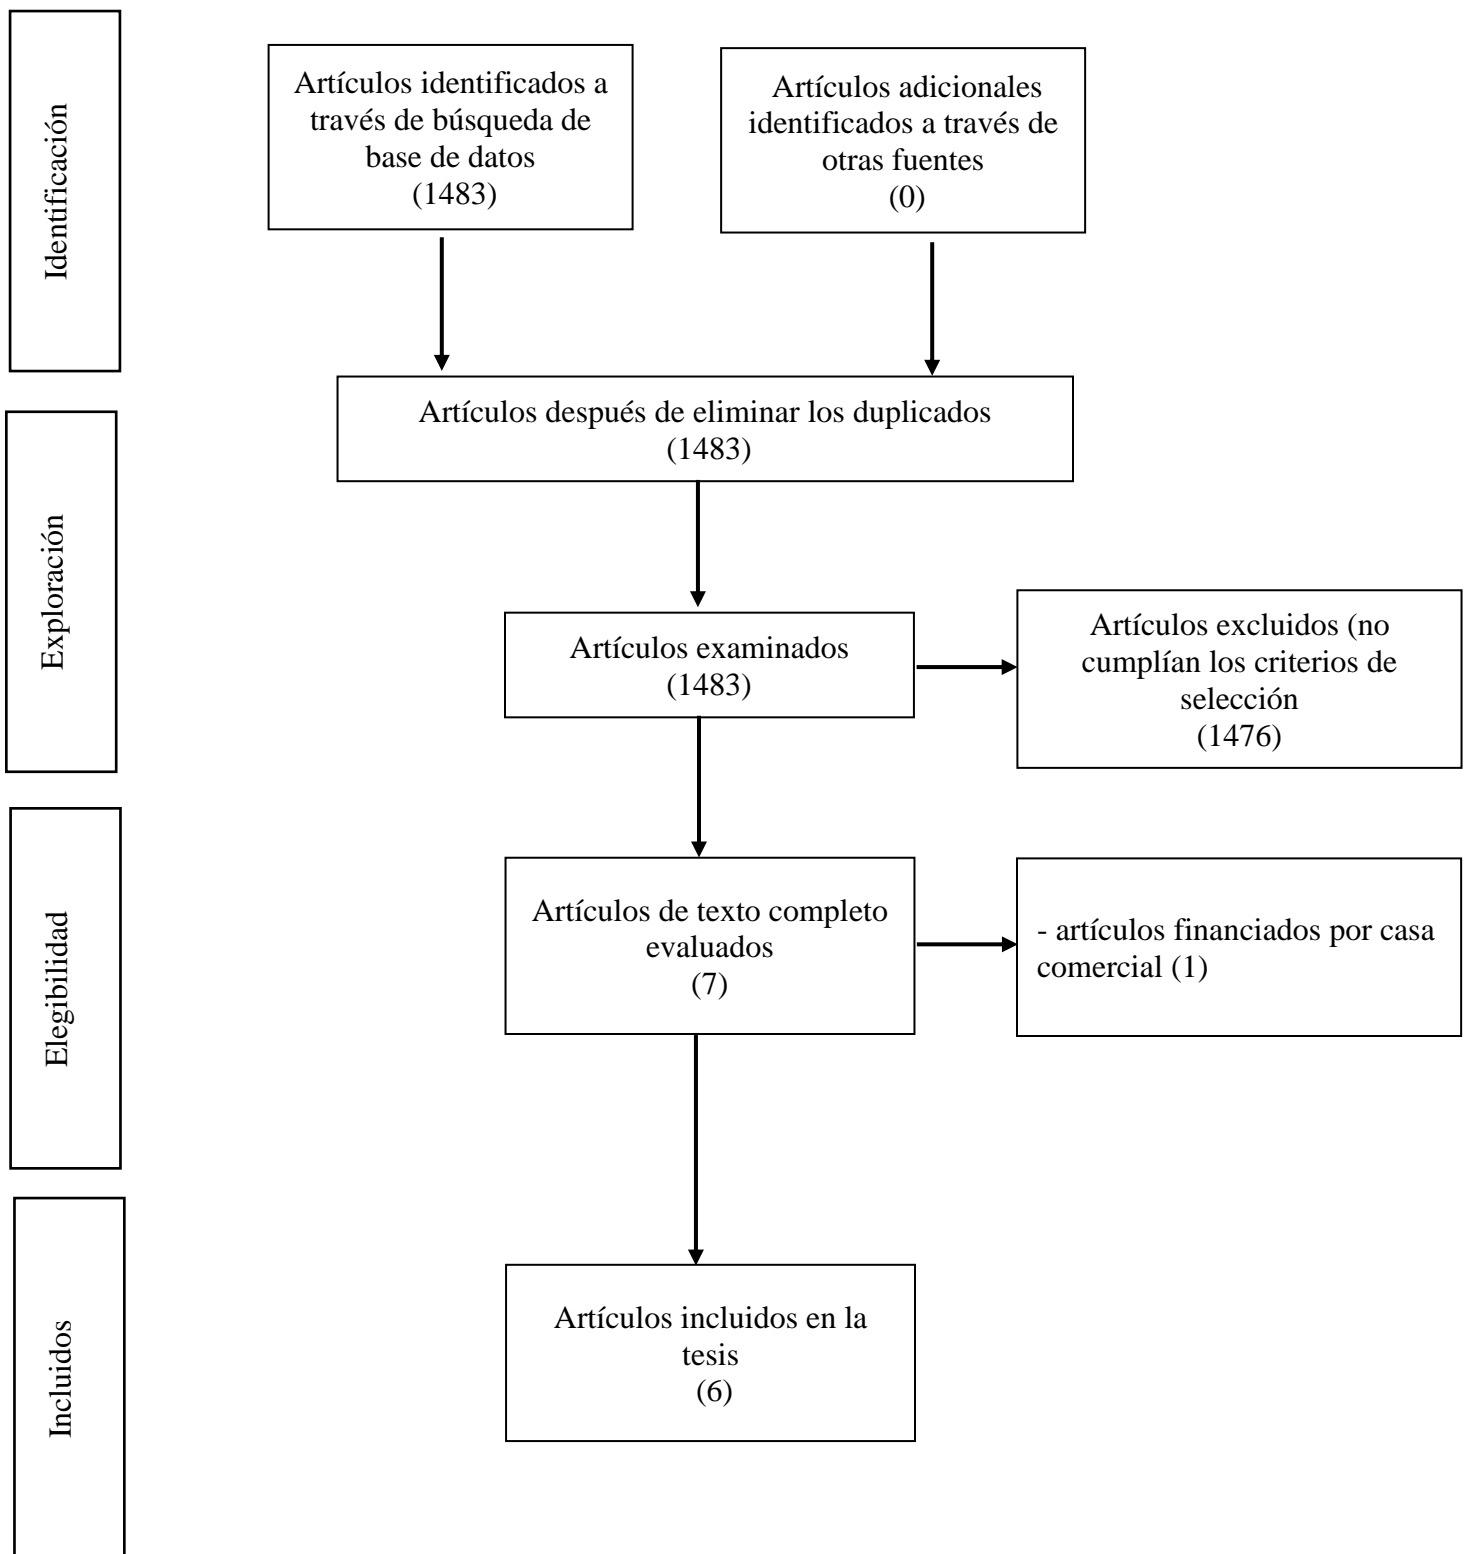 Identificación
Artículos identificados a
través de búsqueda de
base de datos
(1483)
Artículos adicionales
identificados a través de
otras fuentes
(0)
Exploración
Artículos después de eliminar los duplicados
(1483)
Artículos examinados
(1483)
Artículos excluidos (no
cumplían los criterios de
selección
(1476)
Elegibilidad
Artículos de texto completo
evaluados
(7)
- artículos financiados por casa
comercial (1)
Incluidos
Artículos incluidos en la
tesis
(6)